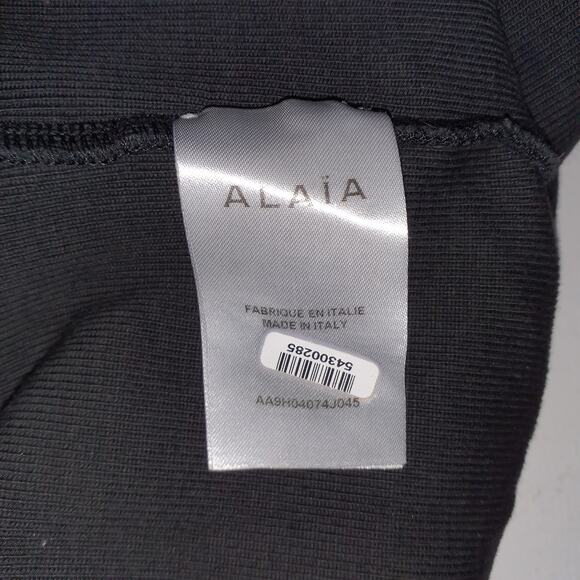 ALAÏA
FABRIQUE EN ITALIE
MADE IN ITALY
54300285
AA9H04074J045